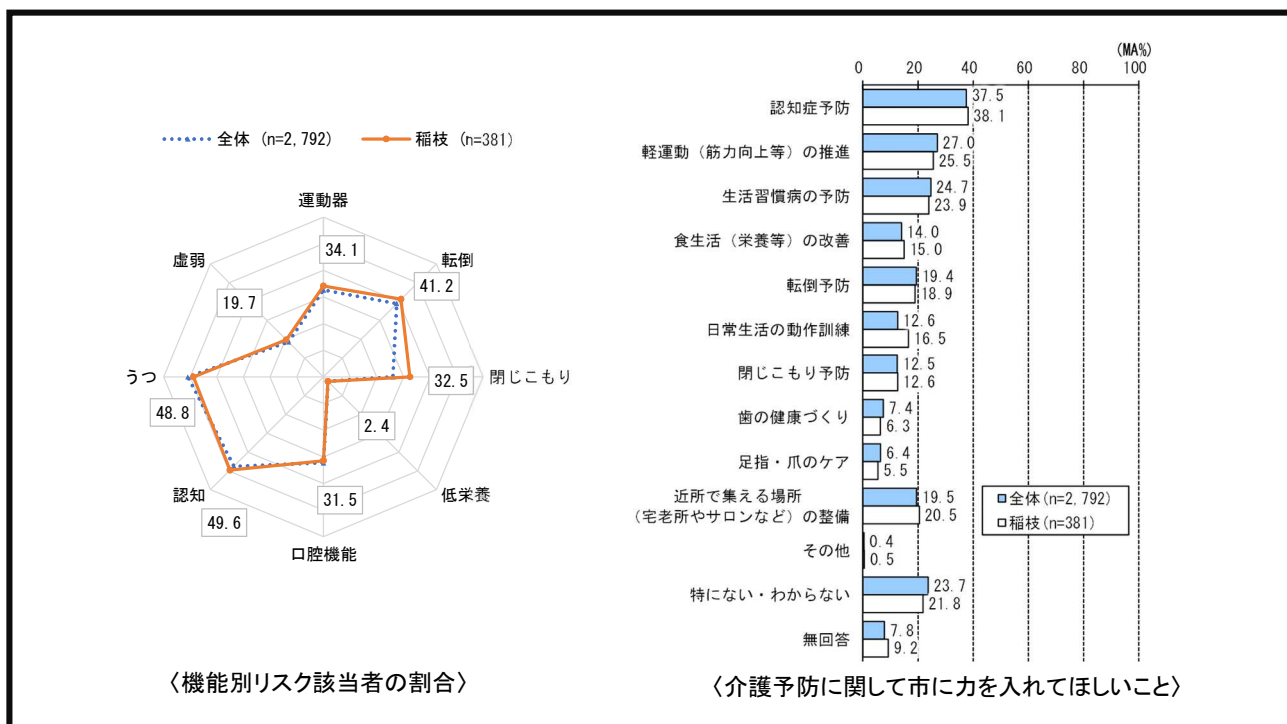 全体 (n=2,792)
稲枝 (n=381)
運動器
34.1
転倒
41.2
閉じこもり
32.5
低栄養
2.4
口腔機能
31.5
認知
49.6
うつ
48.8
虚弱
19.7
〈機能別リスク該当者の割合〉
(MA%)
0 20 40 60 80 100
認知症予防
37.5
38.1
軽運動(筋力向上等)の推進
27.0
25.5
生活習慣病の予防
24.7
23.9
食生活(栄養等)の改善
14.0
15.0
転倒予防
19.4
18.9
日常生活の動作訓練
12.6
16.5
閉じこもり予防
12.5
12.6
歯の健康づくり
7.4
6.3
足指・爪のケア
6.4
5.5
近所で集える場所
(宅老所やサロンなど)の整備
19.5
20.5
その他
0.4
0.5
特にない・わからない
23.7
21.8
無回答
7.8
9.2
全体(n=2,792)
稲枝(n=381)
〈介護予防に関して市に力を入れてほしいこと〉